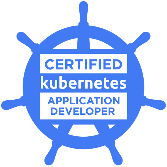 CERTIFIED
kubernetes
APPLICATION
DEVELOPER